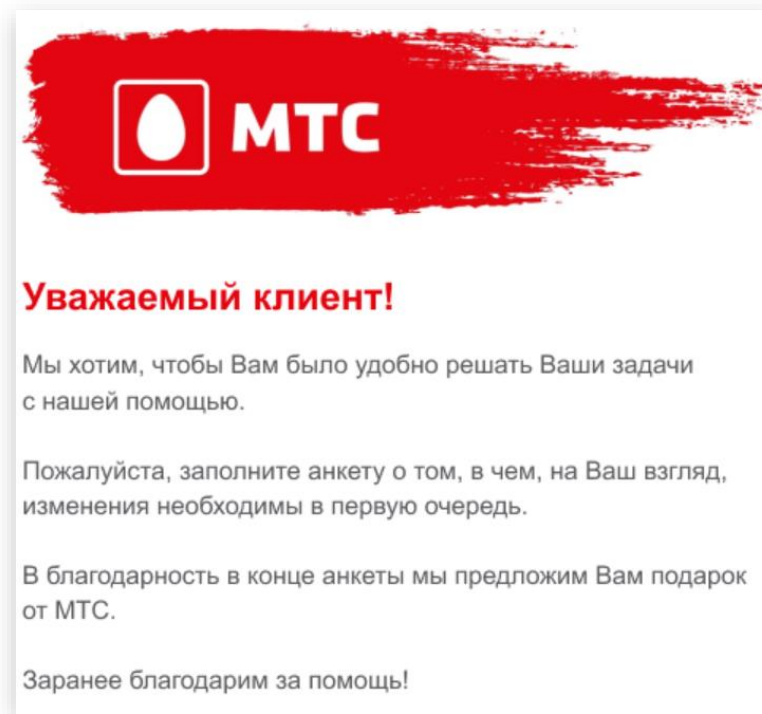 МТС
Уважаемый клиент!
Мы хотим, чтобы Вам было удобно решать Ваши задачи
с нашей помощью.
Пожалуйста, заполните анкету о том, в чем, на Ваш взгляд,
изменения необходимы в первую очередь.
В благодарность в конце анкеты мы предложим Вам подарок
от МТС.
Заранее благодарим за помощь!